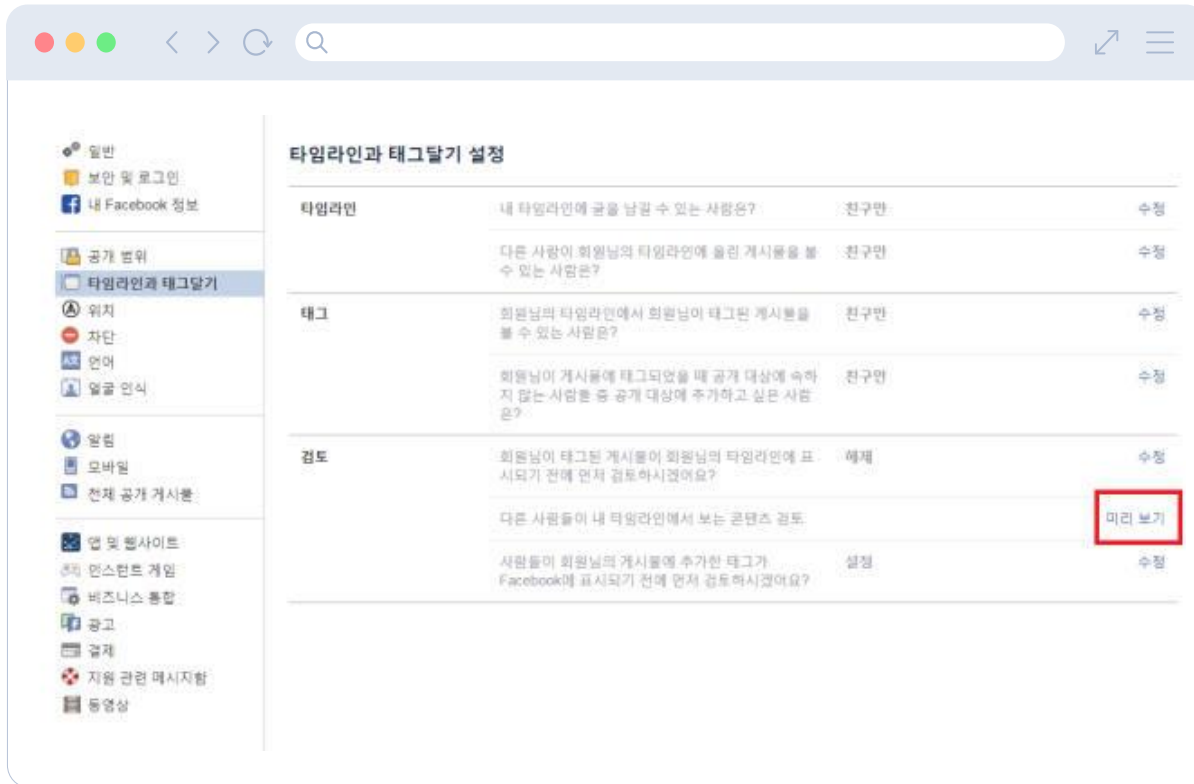 일반
보안 및 로그인
내 Facebook 정보
공개 범위
타임라인과 태그달기
위치
차단
언어
얼굴 인식
알림
모바일
전체 공개 게시물
앱 및 웹사이트
인스턴트 게임
비즈니스 통합
광고
결제
지원 관련 메시지함
동영상
타임라인과 태그달기 설정
타임라인
내 타임라인에 글을 남길 수 있는 사람은?
친구만
수정
다른 사람이 회원님의 타임라인에 올린 게시물을 볼
수 있는 사람은?
친구만
수정
태그
회원님의 타임라인에서 회원님이 태그된 게시물을
볼 수 있는 사람은?
친구만
수정
회원님이 게시물에 태그되었을 때 공개 대상에 속하
지 않는 사람들 중 공개 대상에 추가하고 싶은 사람
은?
친구만
수정
검토
회원님이 태그된 게시물이 회원님의 타임라인에 표
시되기 전에 먼저 검토하시겠어요?
해제
수정
다른 사람들이 내 타임라인에서 보는 콘텐츠 검토
미리 보기
사람들이 회원님의 게시물에 추가한 태그가
Facebook에 표시되기 전에 먼저 검토하시겠어요?
설정
수정